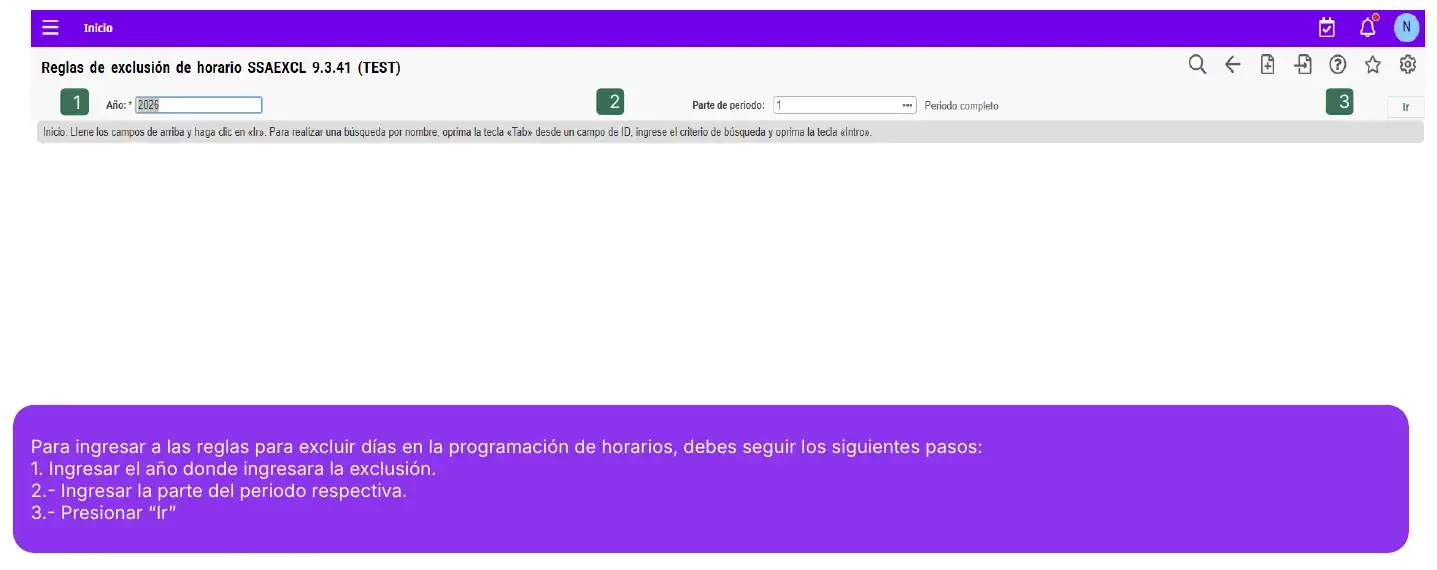 Inicio
N
Reglas de exclusión de horario SSAEXCL 9.3.41 (TEST)
1 Año: * 2026 2 Parte de periodo: 1 ••• Periodo completo 3 Ir
Inicio: Llene los campos de arriba y haga clic en «Ir». Para realizar una búsqueda por nombre, oprima la tecla «Tab» desde un campo de ID, ingrese el criterio de búsqueda y oprima la tecla «Intro».
Para ingresar a las reglas para excluir días en la programación de horarios, debes seguir los siguientes pasos:
1. Ingresar el año donde ingresara la exclusión.
2.- Ingresar la parte del periodo respectiva.
3.- Presionar “Ir”